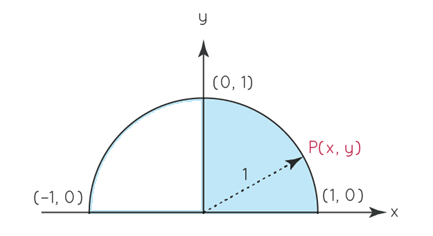 y
(0, 1)
P(x, y)
1
(-1, 0)
(1, 0)
x